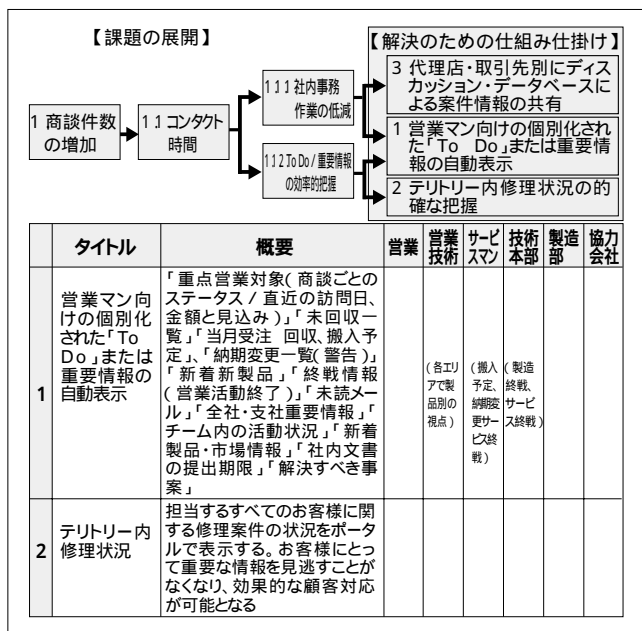 【課題の展開】
【解決のための仕組み仕掛け】
1 商談件数
の増加
1.1 コンタクト
時間
1 1 1 社内事務
作業の低減
1 1 2 To Do / 重要情報
の効率的把握
3 代理店・取引先別にディス
カッション・データベースに
よる案件情報の共有
1 営業マン向けの個別化され
た「To Do」または重要情
報の自動表示
2 テリトリー内修理状況の的
確な把握
タイトル 概要 営業 営業技術 サービスマン 技術本部 製造部 協力会社
1
営業マン向
けの個別化
された「To
Do」または
重要情報の
自動表示
「重点営業対象(商談ごとの
ステータス / 直近の訪問日、
金額と見込み)」「未回収一
覧」「当月受注 回収、搬入予
定」、「納期変更一覧(警告)」
「新着新製品」「終戦情報
(営業活動終了)」「未読メー
ル」「全社・支社重要情報」「
チーム内の活動状況」「新着
製品・市場情報」「社内文書
の提出期限」「解決すべき事
案」
(各エリ
アで製
品別の
視点)
(搬入
予定、
納期変
更サー
ビス終
戦)
(製造
終戦、
サービ
ス終戦)
2
テリトリー内
修理状況
担当するすべてのお客様に関
する修理案件の状況をポータ
ルで表示する。お客様にとっ
て重要な情報を見逃すことが
なくなり、効果的な顧客対応
が可能となる